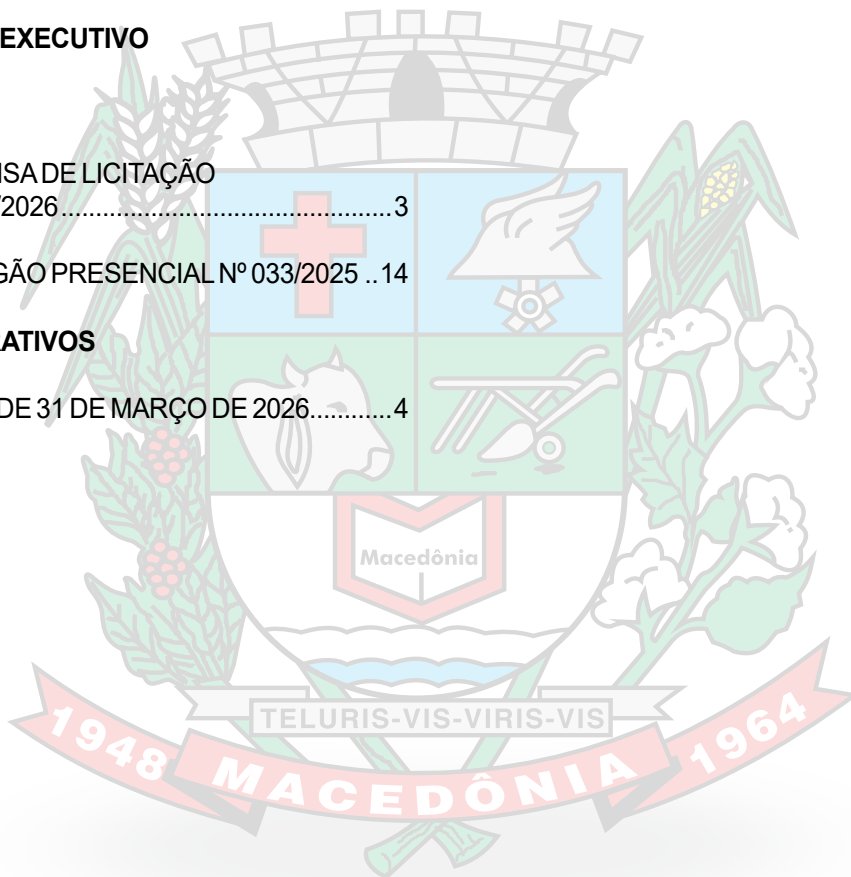 EXECUTIVO
ISA DE LICITAÇÃO
/2026................................................3
GÃO PRESENCIAL Nº 033/2025 ..14
RATIVOS
DE 31 DE MARÇO DE 2026............4
Macedônia
TELURIS-VIS-VIRIS-VIS
1948 MACEDÔNIA 1964